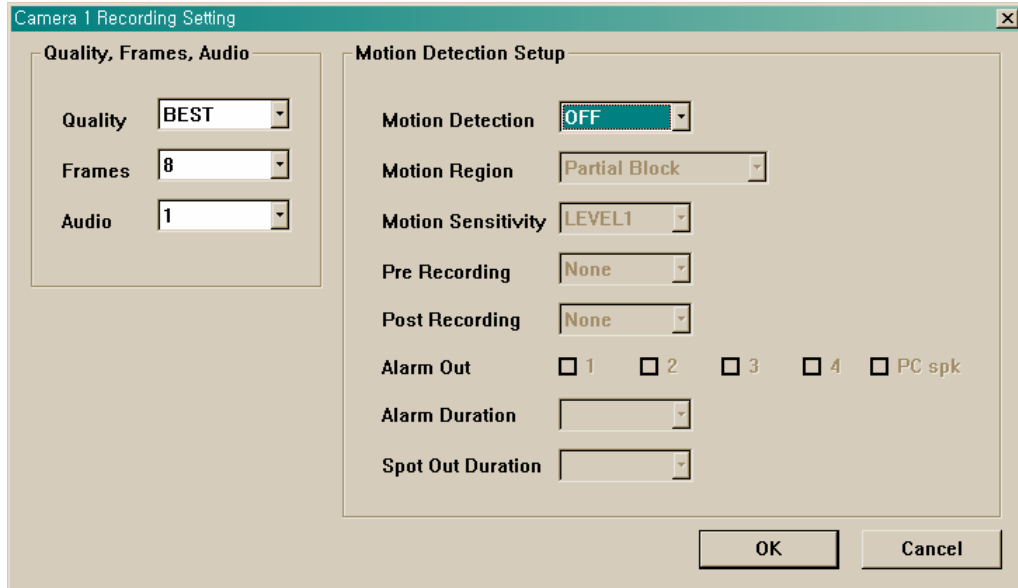 Camera 1 Recording Setting
Quality, Frames, Audio
Quality BEST
Frames 8
Audio 1
Motion Detection Setup
Motion Detection OFF
Motion Region Partial Block
Motion Sensitivity LEVEL1
Pre Recording None
Post Recording None
Alarm Out 1 2 3 4 PC spk
Alarm Duration
Spot Out Duration
OK Cancel